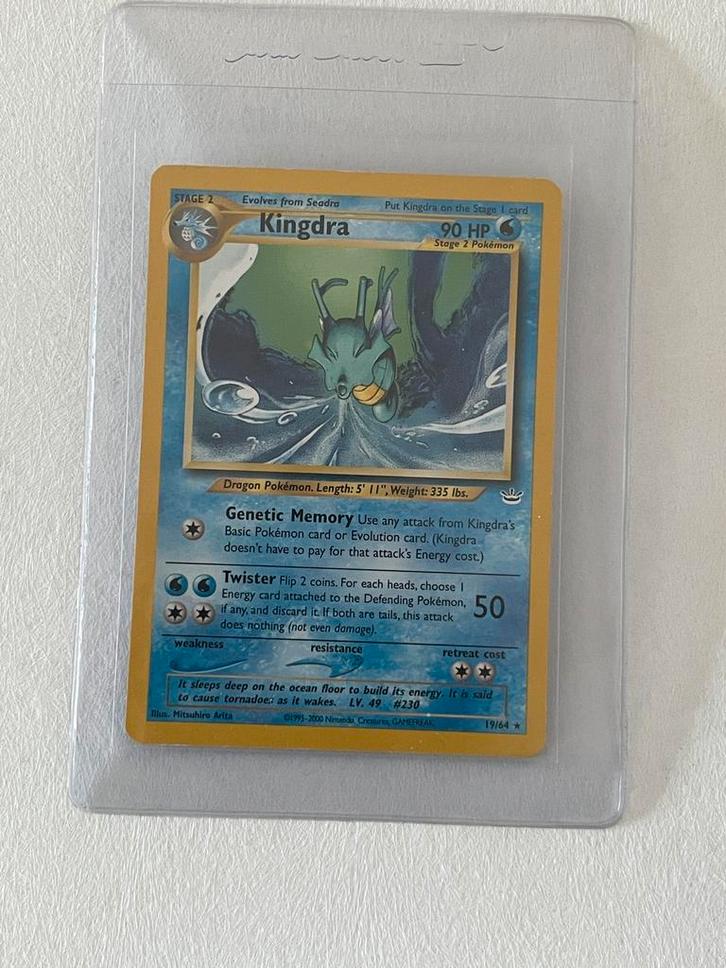 STAGE 2 Evolves from Seadra Put Kingdra on the Stage 1 card
Kingdra 90 HP
Stage 2 Pokémon
Dragon Pokémon. Length: 5' 11", Weight: 335 lbs.
Genetic Memory Use any attack from Kingdra's
Basic Pokémon card or Evolution card. (Kingdra
doesn't have to pay for that attack's Energy cost.)
Twister Flip 2 coins. For each heads, choose 1
Energy card attached to the Defending Pokémon,
if any, and discard it. If both are tails, this attack
does nothing (not even damage).
50
weakness resistance retreat cost
It sleeps deep on the ocean floor to build its energy. It is said
to cause tornadoes as it wakes. LV. 49 #230
Illus. Mitsuhiro Arita ©1995-2000 Nintendo, Creatures, GAMEFREAK. 19/64 ★